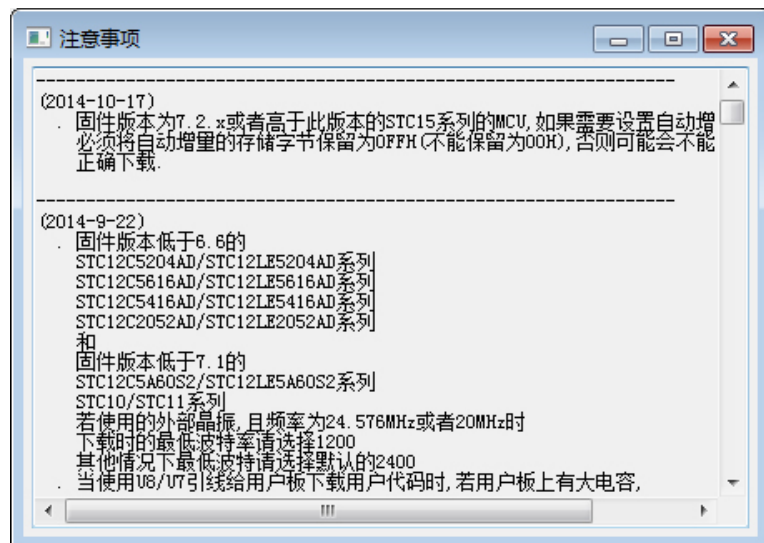 注意事项
----------------------------------------------------------------
(2014-10-17)
. 固件版本为7.2.x或者高于此版本的STC15系列的MCU,如果需要设置自动增
必须将自动增量的存储字节保留为0FFH(不能保留为00H),否则可能会不能
正确下载.
----------------------------------------------------------------
(2014-9-22)
. 固件版本低于6.6的
STC12C5204AD/STC12LE5204AD系列
STC12C5616AD/STC12LE5616AD系列
STC12C5416AD/STC12LE5416AD系列
STC12C2052AD/STC12LE2052AD系列
和
固件版本低于7.1的
STC12C5A60S2/STC12LE5A60S2系列
STC10/STC11系列
若使用的外部晶振,且频率为24.576MHz或者20MHz时
下载时的最低波特率请选择1200
其他情况下最低波特请选择默认的2400
. 当使用U8/U7引线给用户板下载用户代码时,若用户板上有大电容,